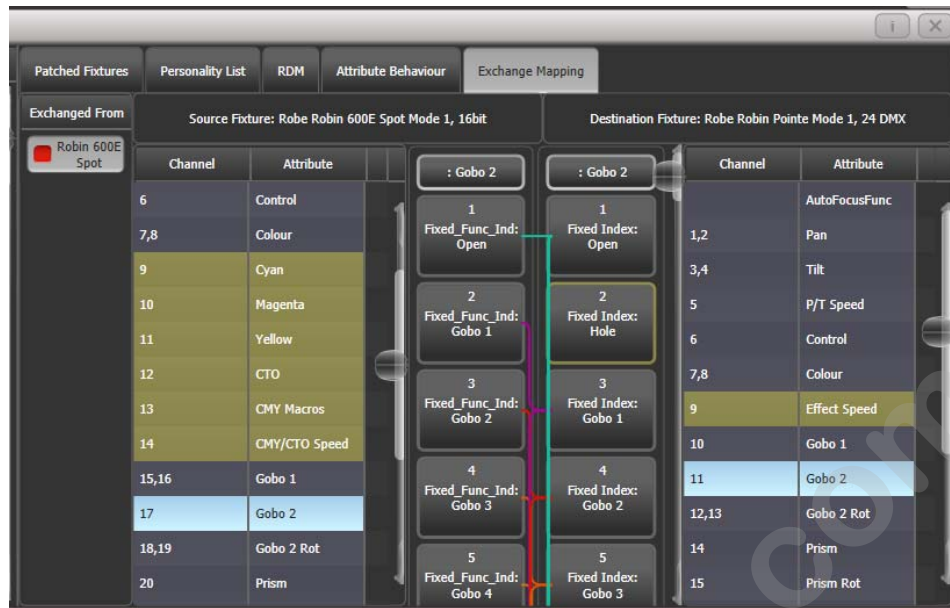 i
Patched Fixtures
Personality List
RDM
Attribute Behaviour
Exchange Mapping
Exchanged From
Source Fixture: Robe Robin 600E Spot Mode 1, 16bit
Destination Fixture: Robe Robin Pointe Mode 1, 24 DMX
Robin 600E
Spot
Channel Attribute
6 Control
7,8 Colour
9 Cyan
10 Magenta
11 Yellow
12 CTO
13 CMY Macros
14 CMY/CTO Speed
15,16 Gobo 1
17 Gobo 2
18,19 Gobo 2 Rot
20 Prism
: Gobo 2
1
Fixed_Func_Ind:
Open
2
Fixed_Func_Ind:
Gobo 1
3
Fixed_Func_Ind:
Gobo 2
4
Fixed_Func_Ind:
Gobo 3
5
Fixed_Func_Ind:
Gobo 4
: Gobo 2
1
Fixed Index:
Open
2
Fixed Index:
Hole
3
Fixed Index:
Gobo 1
4
Fixed Index:
Gobo 2
5
Fixed Index:
Gobo 3
Channel Attribute
AutoFocusFunc
1,2 Pan
3,4 Tilt
5 P/T Speed
6 Control
7,8 Colour
9 Effect Speed
10 Gobo 1
11 Gobo 2
12,13 Gobo 2 Rot
14 Prism
15 Prism Rot
com